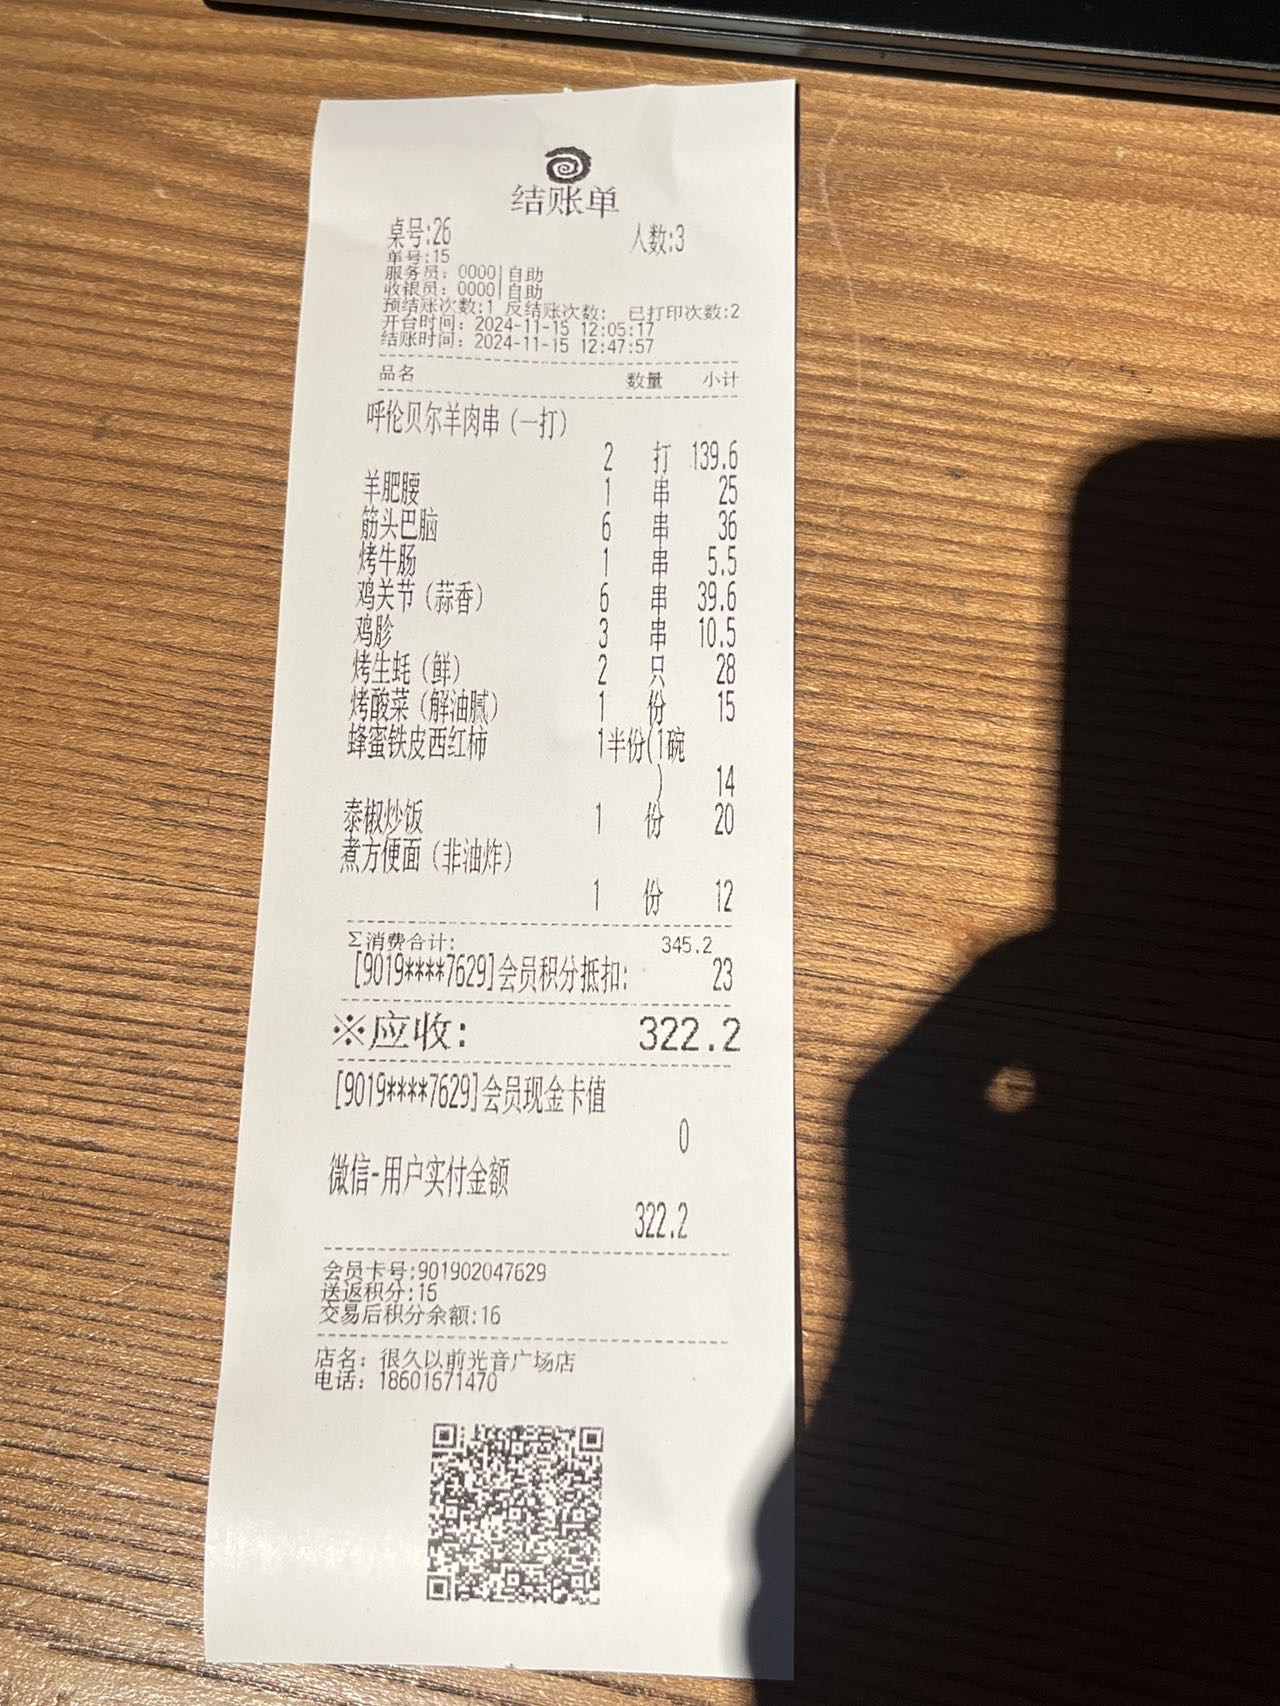 结账单
桌号:26 人数:3
单号:15
服务员: 0000|自助
收银员: 0000|自助
预结账次数:1 反结账次数: 已打印次数:2
开台时间: 2024-11-15 12:05:17
结账时间: 2024-11-15 12:47:57
品名 数量 小计
呼伦贝尔羊肉串(一打)
2 打 139.6
羊肥腰 1 串 25
筋头巴脑 6 串 36
烤牛肠 1 串 5.5
鸡关节(蒜香) 6 串 39.6
鸡胗 3 串 10.5
烤生蚝(鲜) 2 只 28
烤酸菜(解油腻) 1 份 15
蜂蜜铁皮西红柿 1半份(1碗
) 14
泰椒炒饭 1 份 20
煮方便面(非油炸)
1 份 12
Σ消费合计: 345.2
[9019****7629]会员积分抵扣: 23
※应收: 322.2
[9019****7629]会员现金卡值
0
微信-用户实付金额
322.2
会员卡号:901902047629
送返积分:16
交易后积分余额:16
店名: 很久以前光音广场店
电话: 18601671470